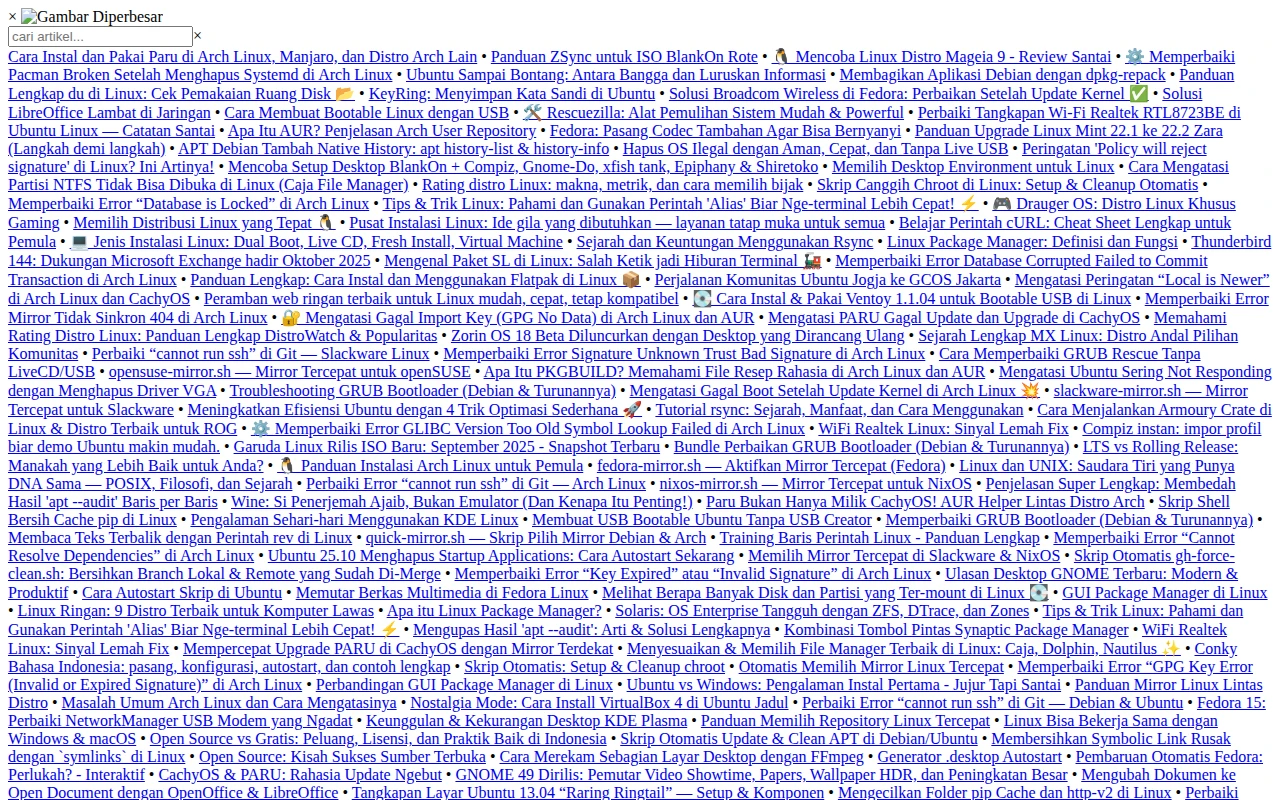 × Gambar Diperbesar
cari artikel... ×
Cara Instal dan Pakai Paru di Arch Linux, Manjaro, dan Distro Arch Lain • Panduan ZSync untuk ISO BlankOn Rote • 🐧 Mencoba Linux Distro Mageia 9 - Review Santai • ⚙️ Memperbaiki
Pacman Broken Setelah Menghapus Systemd di Arch Linux • Ubuntu Sampai Bontang: Antara Bangga dan Luruskan Informasi • Membagikan Aplikasi Debian dengan dpkg-repack • Panduan
Lengkap du di Linux: Cek Pemakaian Ruang Disk 📂 • KeyRing: Menyimpan Kata Sandi di Ubuntu • Solusi Broadcom Wireless di Fedora: Perbaikan Setelah Update Kernel ✅ • Solusi
LibreOffice Lambat di Jaringan • Cara Membuat Bootable Linux dengan USB • 🛠️ Rescuezilla: Alat Pemulihan Sistem Mudah & Powerful • Perbaiki Tangkapan Wi-Fi Realtek RTL8723BE di
Ubuntu Linux — Catatan Santai • Apa Itu AUR? Penjelasan Arch User Repository • Fedora: Pasang Codec Tambahan Agar Bisa Bernyanyi • Panduan Upgrade Linux Mint 22.1 ke 22.2 Zara
(Langkah demi langkah) • APT Debian Tambah Native History: apt history-list & history-info • Hapus OS Ilegal dengan Aman, Cepat, dan Tanpa Live USB • Peringatan 'Policy will reject
signature' di Linux? Ini Artinya! • Mencoba Setup Desktop BlankOn + Compiz, Gnome-Do, xfish tank, Epiphany & Shiretoko • Memilih Desktop Environment untuk Linux • Cara Mengatasi
Partisi NTFS Tidak Bisa Dibuka di Linux (Caja File Manager) • Rating distro Linux: makna, metrik, dan cara memilih bijak • Skrip Canggih Chroot di Linux: Setup & Cleanup Otomatis •
Memperbaiki Error “Database is Locked” di Arch Linux • Tips & Trik Linux: Pahami dan Gunakan Perintah 'Alias' Biar Nge-terminal Lebih Cepat! ⚡ • 🎮 Drauger OS: Distro Linux Khusus
Gaming • Memilih Distribusi Linux yang Tepat 🐧 • Pusat Instalasi Linux: Ide gila yang dibutuhkan — layanan tatap muka untuk semua • Belajar Perintah cURL: Cheat Sheet Lengkap untuk
Pemula • 💻 Jenis Instalasi Linux: Dual Boot, Live CD, Fresh Install, Virtual Machine • Sejarah dan Keuntungan Menggunakan Rsync • Linux Package Manager: Definisi dan Fungsi • Thunderbird
144: Dukungan Microsoft Exchange hadir Oktober 2025 • Mengenal Paket SL di Linux: Salah Ketik jadi Hiburan Terminal 🚂 • Memperbaiki Error Database Corrupted Failed to Commit
Transaction di Arch Linux • Panduan Lengkap: Cara Instal dan Menggunakan Flatpak di Linux 📦 • Perjalanan Komunitas Ubuntu Jogja ke GCOS Jakarta • Mengatasi Peringatan “Local is Newer”
di Arch Linux dan CachyOS • Peramban web ringan terbaik untuk Linux mudah, cepat, tetap kompatibel • 💽 Cara Instal & Pakai Ventoy 1.1.04 untuk Bootable USB di Linux • Memperbaiki Error
Mirror Tidak Sinkron 404 di Arch Linux • 🔐 Mengatasi Gagal Import Key (GPG No Data) di Arch Linux dan AUR • Mengatasi PARU Gagal Update dan Upgrade di CachyOS • Memahami
Rating Distro Linux: Panduan Lengkap DistroWatch & Popularitas • Zorin OS 18 Beta Diluncurkan dengan Desktop yang Dirancang Ulang • Sejarah Lengkap MX Linux: Distro Andal Pilihan
Komunitas • Perbaiki “cannot run ssh” di Git — Slackware Linux • Memperbaiki Error Signature Unknown Trust Bad Signature di Arch Linux • Cara Memperbaiki GRUB Rescue Tanpa
LiveCD/USB • opensuse-mirror.sh — Mirror Tercepat untuk openSUSE • Apa Itu PKGBUILD? Memahami File Resep Rahasia di Arch Linux dan AUR • Mengatasi Ubuntu Sering Not Responding
dengan Menghapus Driver VGA • Troubleshooting GRUB Bootloader (Debian & Turunannya) • Mengatasi Gagal Boot Setelah Update Kernel di Arch Linux 💥 • slackware-mirror.sh — Mirror
Tercepat untuk Slackware • Meningkatkan Efisiensi Ubuntu dengan 4 Trik Optimasi Sederhana 🚀 • Tutorial rsync: Sejarah, Manfaat, dan Cara Menggunakan • Cara Menjalankan Armoury Crate di
Linux & Distro Terbaik untuk ROG • ⚙️ Memperbaiki Error GLIBC Version Too Old Symbol Lookup Failed di Arch Linux • WiFi Realtek Linux: Sinyal Lemah Fix • Compiz instan: impor profil
biar demo Ubuntu makin mudah. • Garuda Linux Rilis ISO Baru: September 2025 - Snapshot Terbaru • Bundle Perbaikan GRUB Bootloader (Debian & Turunannya) • LTS vs Rolling Release:
Manakah yang Lebih Baik untuk Anda? • 🐧 Panduan Instalasi Arch Linux untuk Pemula • fedora-mirror.sh — Aktifkan Mirror Tercepat (Fedora) • Linux dan UNIX: Saudara Tiri yang Punya
DNA Sama — POSIX, Filosofi, dan Sejarah • Perbaiki Error “cannot run ssh” di Git — Arch Linux • nixos-mirror.sh — Mirror Tercepat untuk NixOS • Penjelasan Super Lengkap: Membedah
Hasil 'apt --audit' Baris per Baris • Wine: Si Penerjemah Ajaib, Bukan Emulator (Dan Kenapa Itu Penting!) • Paru Bukan Hanya Milik CachyOS! AUR Helper Lintas Distro Arch • Skrip Shell
Bersih Cache pip di Linux • Pengalaman Sehari-hari Menggunakan KDE Linux • Membuat USB Bootable Ubuntu Tanpa USB Creator • Memperbaiki GRUB Bootloader (Debian & Turunannya) •
Membaca Teks Terbalik dengan Perintah rev di Linux • quick-mirror.sh — Skrip Pilih Mirror Debian & Arch • Training Baris Perintah Linux - Panduan Lengkap • Memperbaiki Error “Cannot
Resolve Dependencies” di Arch Linux • Ubuntu 25.10 Menghapus Startup Applications: Cara Autostart Sekarang • Memilih Mirror Tercepat di Slackware & NixOS • Skrip Otomatis gh-force-
clean.sh: Bersihkan Branch Lokal & Remote yang Sudah Di-Merge • Memperbaiki Error “Key Expired” atau “Invalid Signature” di Arch Linux • Ulasan Desktop GNOME Terbaru: Modern &
Produktif • Cara Autostart Skrip di Ubuntu • Memutar Berkas Multimedia di Fedora Linux • Melihat Berapa Banyak Disk dan Partisi yang Ter-mount di Linux 💽 • GUI Package Manager di Linux
• Linux Ringan: 9 Distro Terbaik untuk Komputer Lawas • Apa itu Linux Package Manager? • Solaris: OS Enterprise Tangguh dengan ZFS, DTrace, dan Zones • Tips & Trik Linux: Pahami dan
Gunakan Perintah 'Alias' Biar Nge-terminal Lebih Cepat! ⚡ • Mengupas Hasil 'apt --audit': Arti & Solusi Lengkapnya • Kombinasi Tombol Pintas Synaptic Package Manager • WiFi Realtek
Linux: Sinyal Lemah Fix • Mempercepat Upgrade PARU di CachyOS dengan Mirror Terdekat • Menyesuaikan & Memilih File Manager Terbaik di Linux: Caja, Dolphin, Nautilus ✨ • Conky
Bahasa Indonesia: pasang, konfigurasi, autostart, dan contoh lengkap • Skrip Otomatis: Setup & Cleanup chroot • Otomatis Memilih Mirror Linux Tercepat • Memperbaiki Error “GPG Key Error
(Invalid or Expired Signature)” di Arch Linux • Perbandingan GUI Package Manager di Linux • Ubuntu vs Windows: Pengalaman Instal Pertama - Jujur Tapi Santai • Panduan Mirror Linux Lintas
Distro • Masalah Umum Arch Linux dan Cara Mengatasinya • Nostalgia Mode: Cara Install VirtualBox 4 di Ubuntu Jadul • Perbaiki Error “cannot run ssh” di Git — Debian & Ubuntu • Fedora 15:
Perbaiki NetworkManager USB Modem yang Ngadat • Keunggulan & Kekurangan Desktop KDE Plasma • Panduan Memilih Repository Linux Tercepat • Linux Bisa Bekerja Sama dengan
Windows & macOS • Open Source vs Gratis: Peluang, Lisensi, dan Praktik Baik di Indonesia • Skrip Otomatis Update & Clean APT di Debian/Ubuntu • Membersihkan Symbolic Link Rusak
dengan `symlinks` di Linux • Open Source: Kisah Sukses Sumber Terbuka • Cara Merekam Sebagian Layar Desktop dengan FFmpeg • Generator .desktop Autostart • Pembaruan Otomatis Fedora:
Perlukah? - Interaktif • CachyOS & PARU: Rahasia Update Ngebut • GNOME 49 Dirilis: Pemutar Video Showtime, Papers, Wallpaper HDR, dan Peningkatan Besar • Mengubah Dokumen ke
Open Document dengan OpenOffice & LibreOffice • Tangkapan Layar Ubuntu 13.04 “Raring Ringtail” — Setup & Komponen • Mengecilkan Folder pip Cache dan http-v2 di Linux • Perbaiki